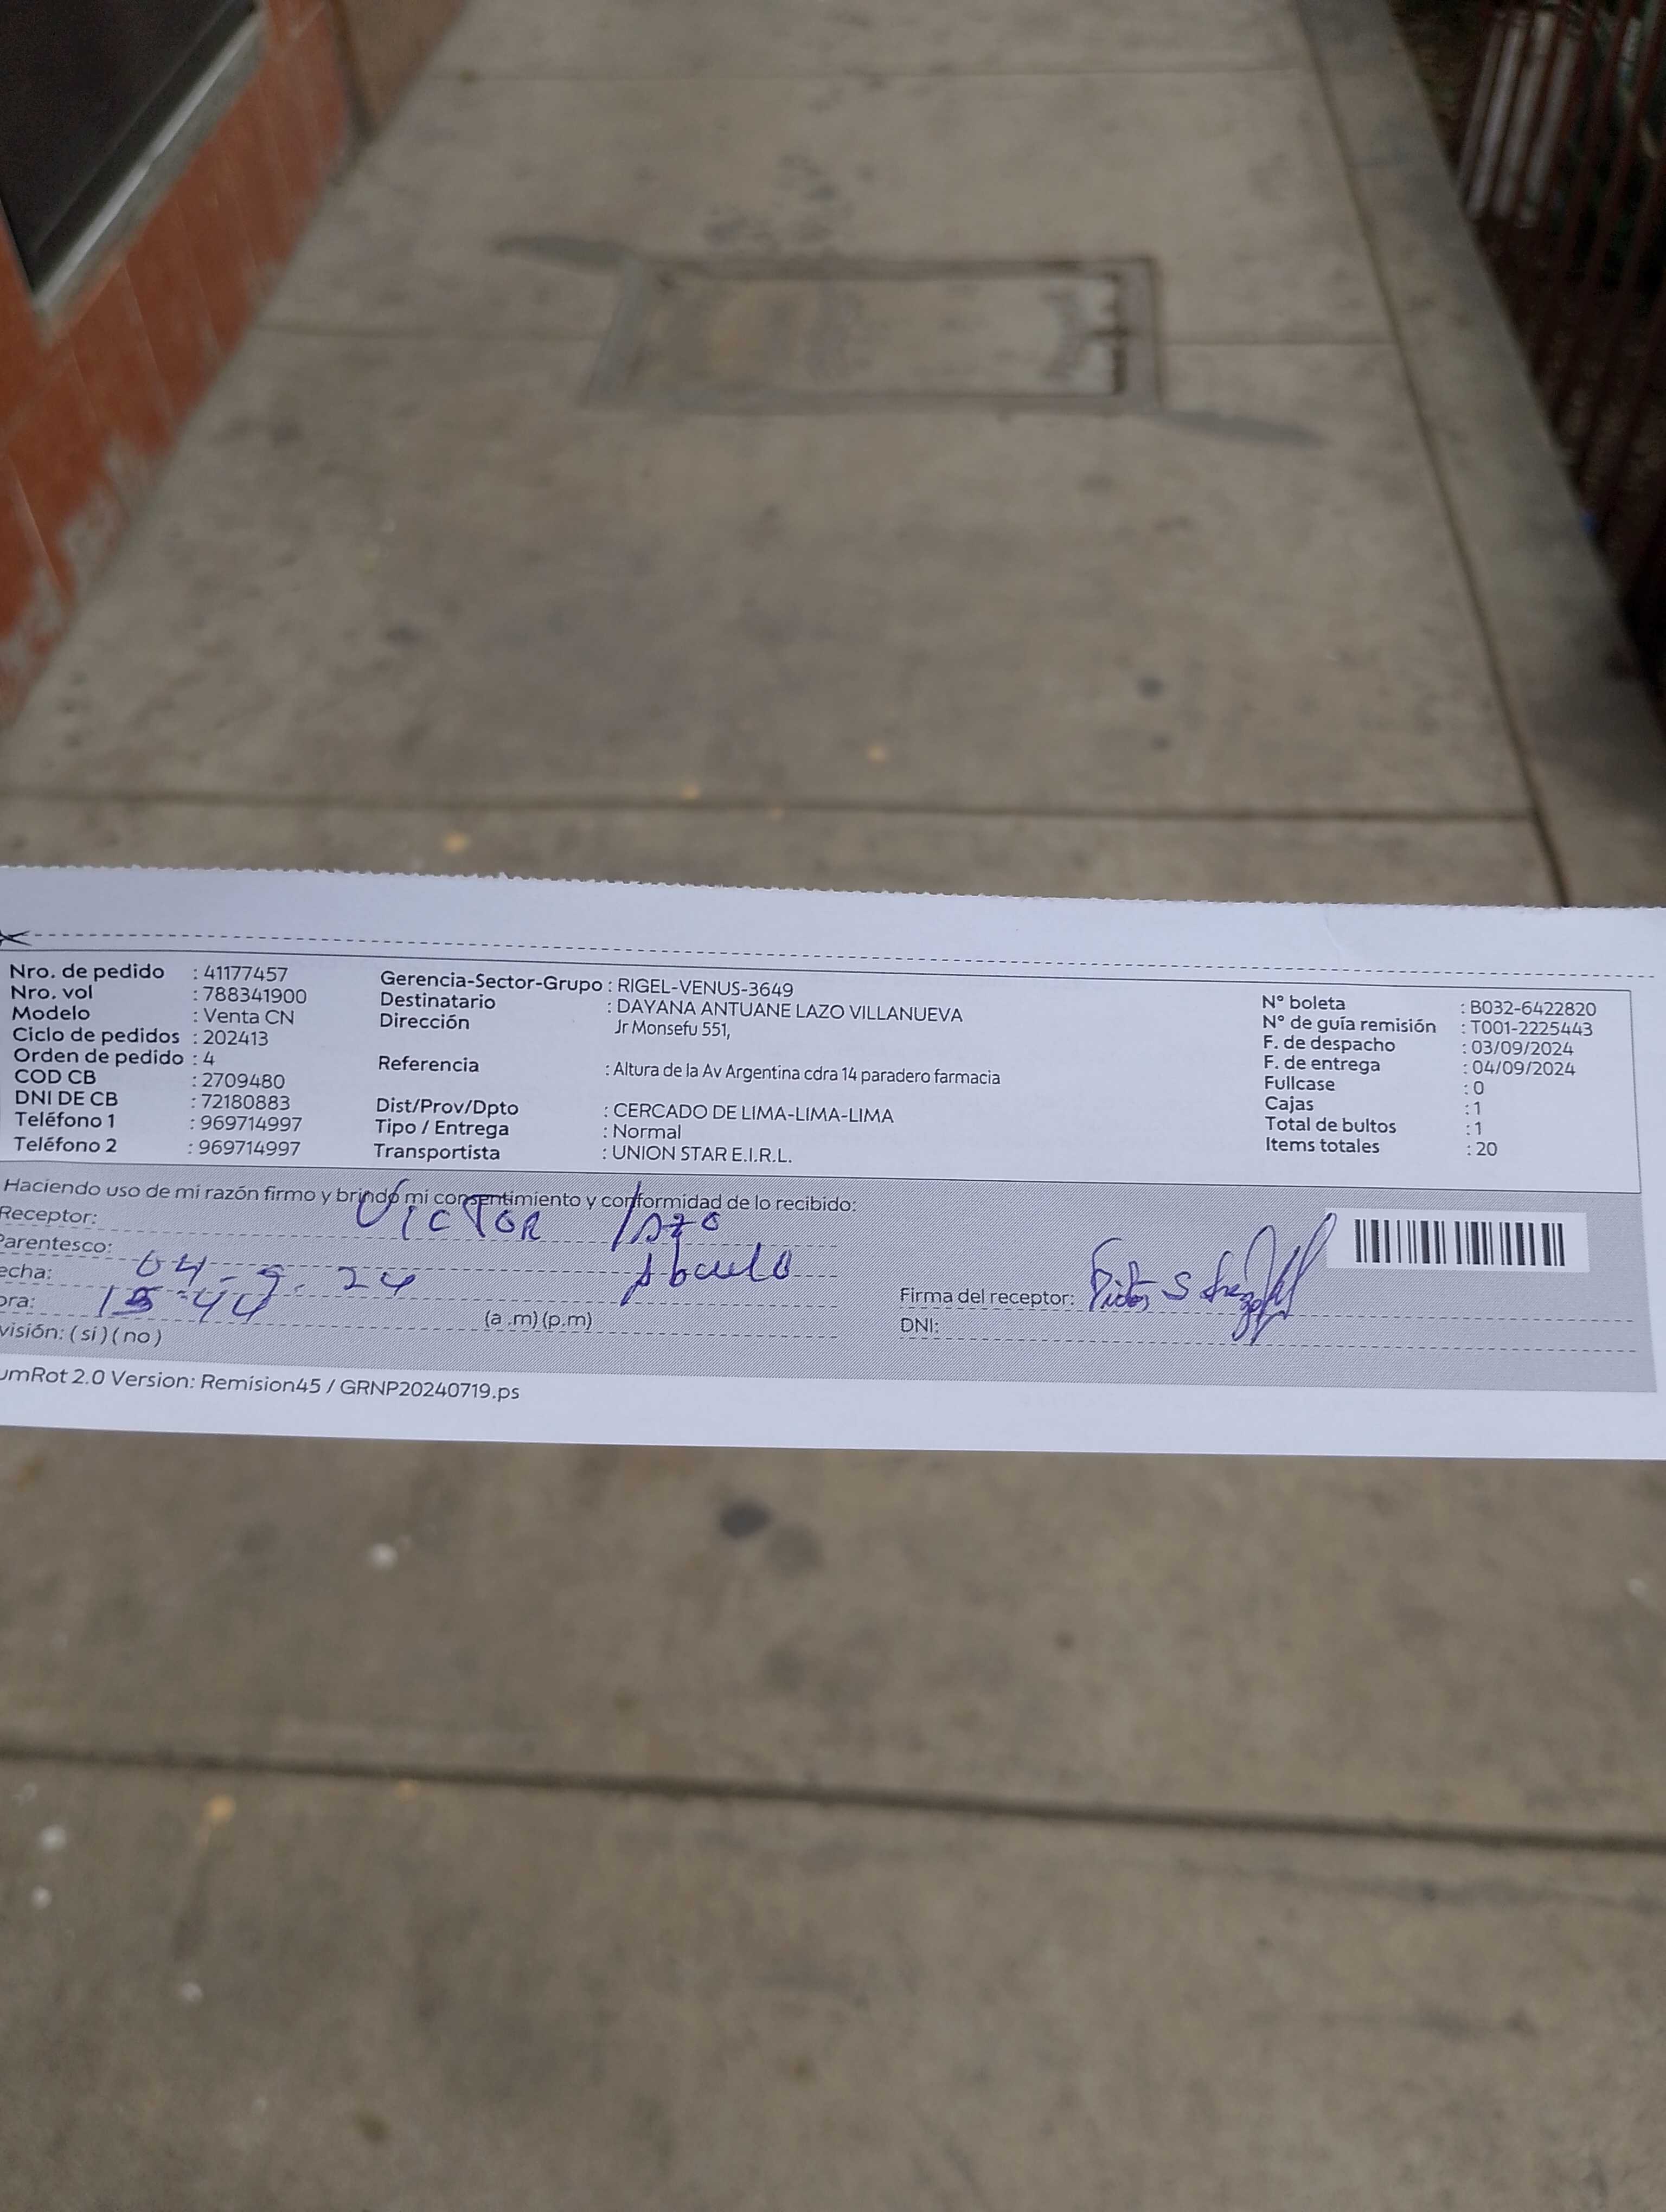 Nro. de pedido : 41177457
Nro. vol : 788341900
Modelo : Venta CN
Ciclo de pedidos : 202413
Orden de pedido : 4
COD CB : 2709480
DNI DE CB : 72180883
Teléfono 1 : 969714997
Teléfono 2 : 969714997
Gerencia-Sector-Grupo : RIGEL-VENUS-3649
Destinatario : DAYANA ANTUANE LAZO VILLANUEVA
Dirección Jr Monsefu 551,
Referencia : Altura de la Av Argentina cdra 14 paradero farmacia
Dist/Prov/Dpto : CERCADO DE LIMA-LIMA-LIMA
Tipo / Entrega : Normal
Transportista : UNION STAR E.I.R.L.
N° boleta : B032-6422820
N° de guía remisión : T001-2225443
F. de despacho : 03/09/2024
F. de entrega : 04/09/2024
Fullcase : 0
Cajas : 1
Total de bultos : 1
Items totales : 20
Haciendo uso de mi razón firmo y brindo mi consentimiento y conformidad de lo recibido:
Receptor: VICTOR lazo
Parentesco: Abuelo
echa: 04-9-24
ora: 15:40 (a .m) (p.m)
visión: ( si ) ( no )
Firma del receptor:
DNI:
umRot 2.0 Version: Remision45 / GRNP20240719.ps